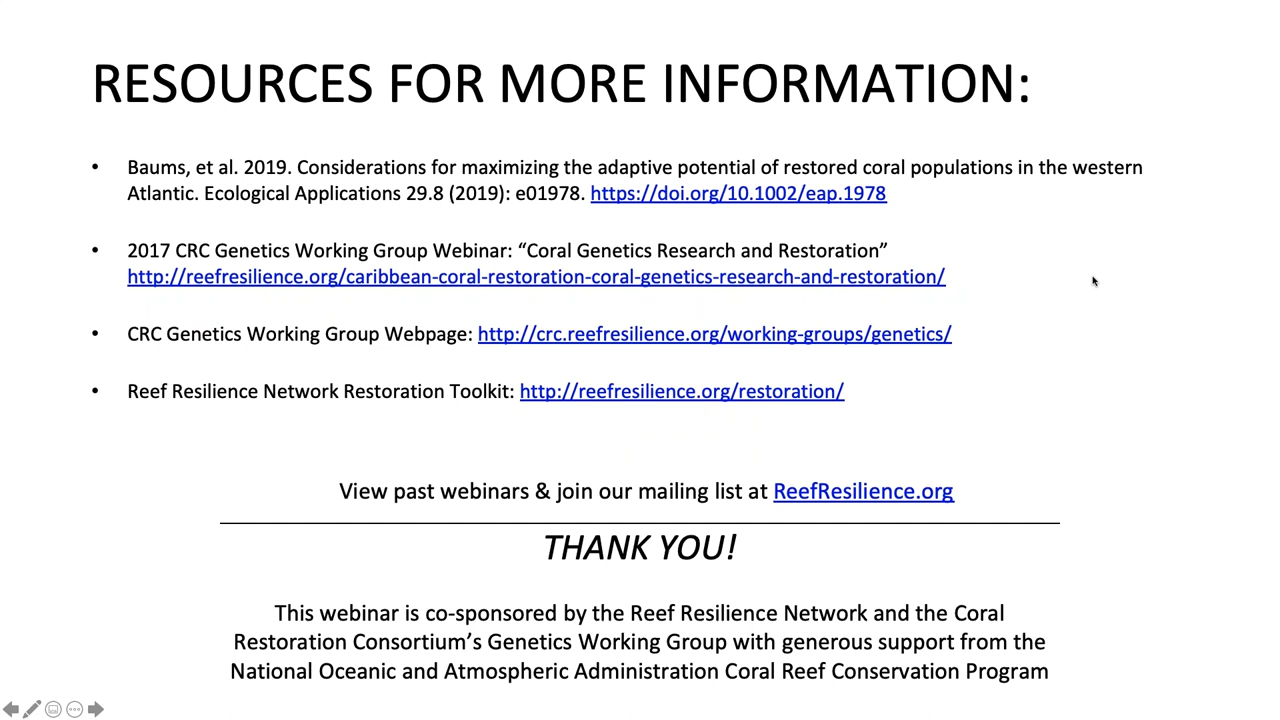 RESOURCES FOR MORE INFORMATION:
• Baums, et al. 2019. Considerations for maximizing the adaptive potential of restored coral populations in the western
Atlantic. Ecological Applications 29.8 (2019): e01978. https://doi.org/10.1002/eap.1978
• 2017 CRC Genetics Working Group Webinar: “Coral Genetics Research and Restoration”
http://reefresilience.org/caribbean-coral-restoration-coral-genetics-research-and-restoration/
• CRC Genetics Working Group Webpage: http://crc.reefresilience.org/working-groups/genetics/
• Reef Resilience Network Restoration Toolkit: http://reefresilience.org/restoration/
View past webinars & join our mailing list at ReefResilience.org
THANK YOU!
This webinar is co-sponsored by the Reef Resilience Network and the Coral
Restoration Consortium’s Genetics Working Group with generous support from the
National Oceanic and Atmospheric Administration Coral Reef Conservation Program